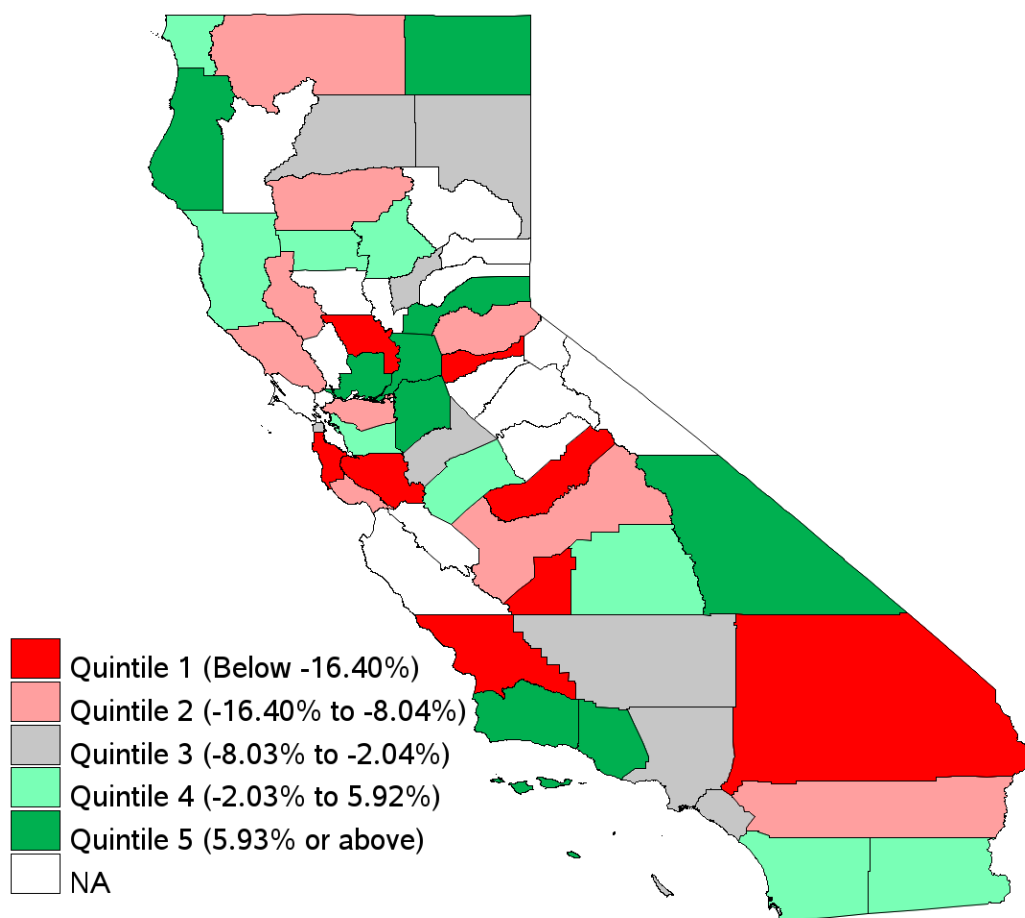 Quintile 1 (Below -16.40%)
Quintile 2 (-16.40% to -8.04%)
Quintile 3 (-8.03% to -2.04%)
Quintile 4 (-2.03% to 5.92%)
Quintile 5 (5.93% or above)
NA